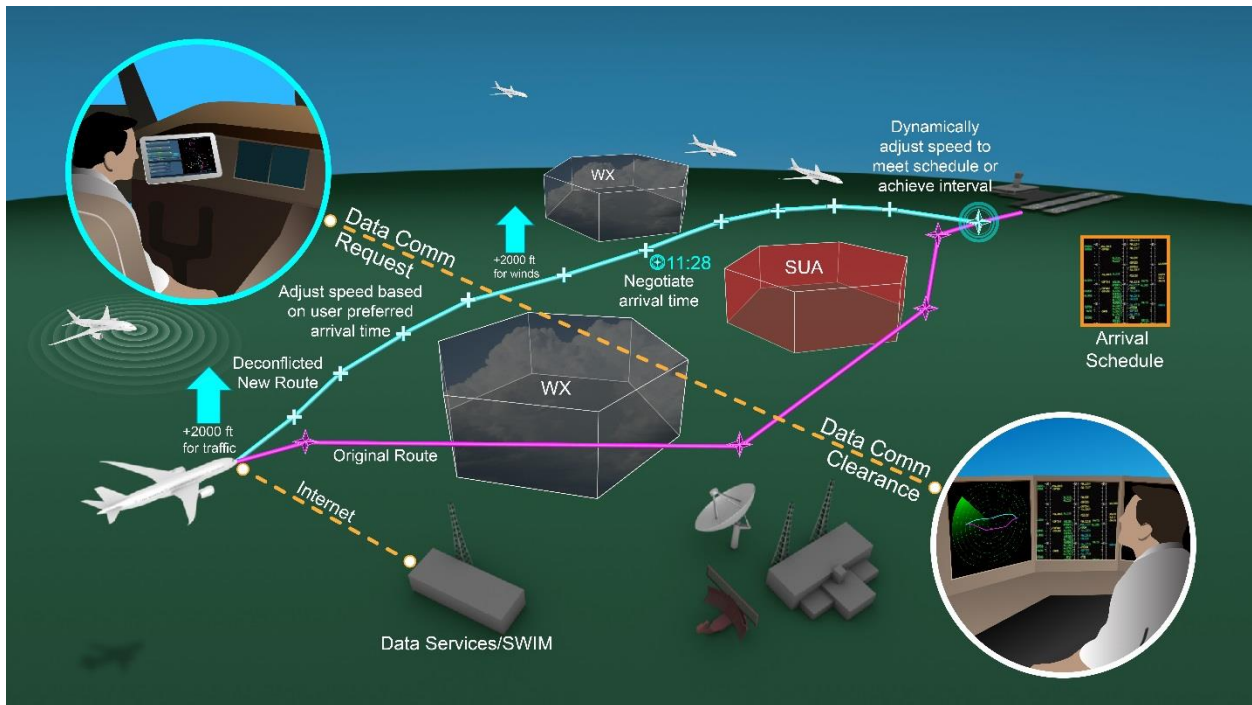 Dynamically
adjust speed to
meet schedule or
achieve interval
WX
Data Comm
Request
+2000 ft
for winds
11:28
Negotiate
arrival time
SUA
Adjust speed based
on user preferred
arrival time
Arrival
Schedule
Deconflicted
New Route
WX
+2000 ft
for traffic
Original Route
Data Comm
Clearance
Internet
Data Services/SWIM